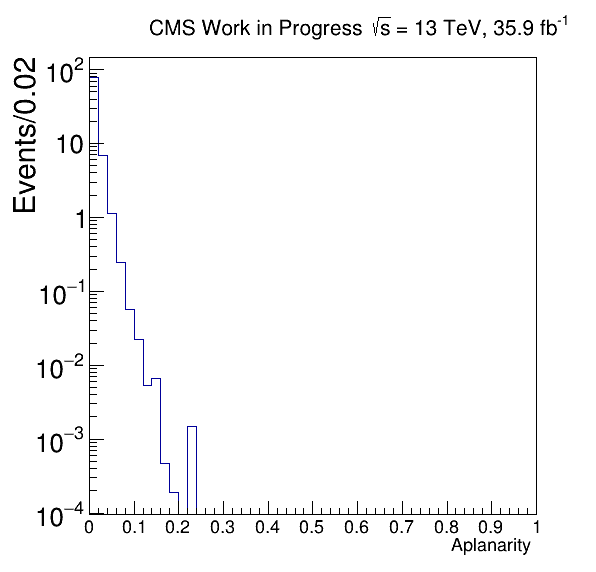 CMS Work in Progress √s = 13 TeV, 35.9 fb⁻¹
Events/0.02
10²
10
1
10⁻¹
10⁻²
10⁻³
10⁻⁴
0 0.1 0.2 0.3 0.4 0.5 0.6 0.7 0.8 0.9 1
Aplanarity